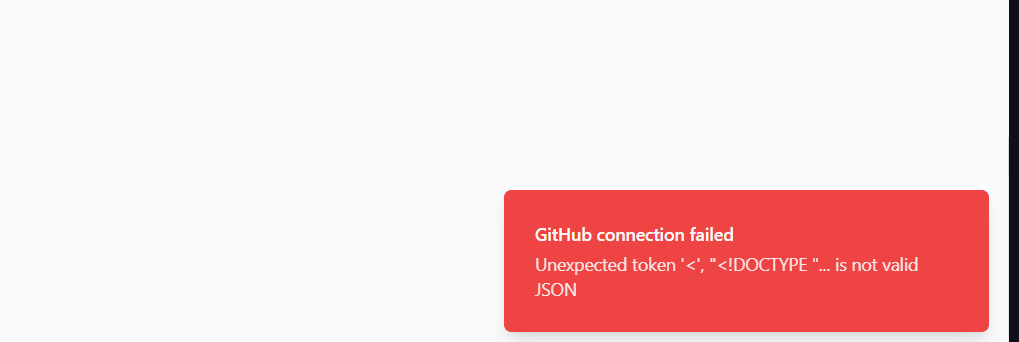 GitHub connection failed
Unexpected token '<', "<!DOCTYPE "... is not valid
JSON